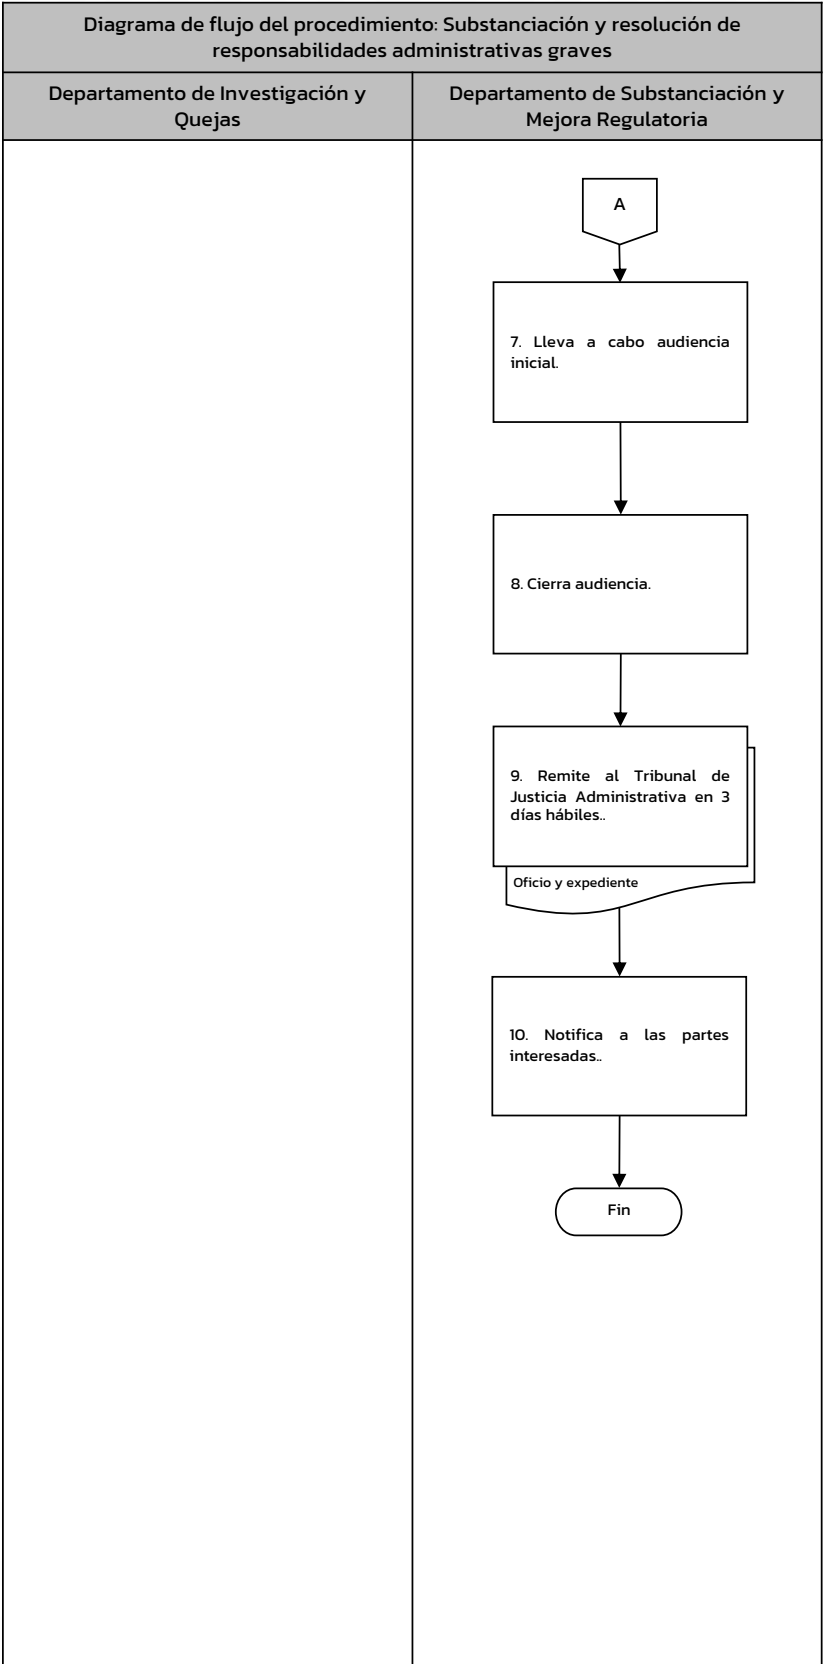 Diagrama de flujo del procedimiento: Substanciación y resolución de
responsabilidades administrativas graves
Departamento de Investigación y
Quejas
Departamento de Substanciación y
Mejora Regulatoria
A
7. Lleva a cabo audiencia
inicial.
8. Cierra audiencia.
9. Remite al Tribunal de
Justicia Administrativa en 3
días hábiles..
Oficio y expediente
10. Notifica a las partes
interesadas..
Fin